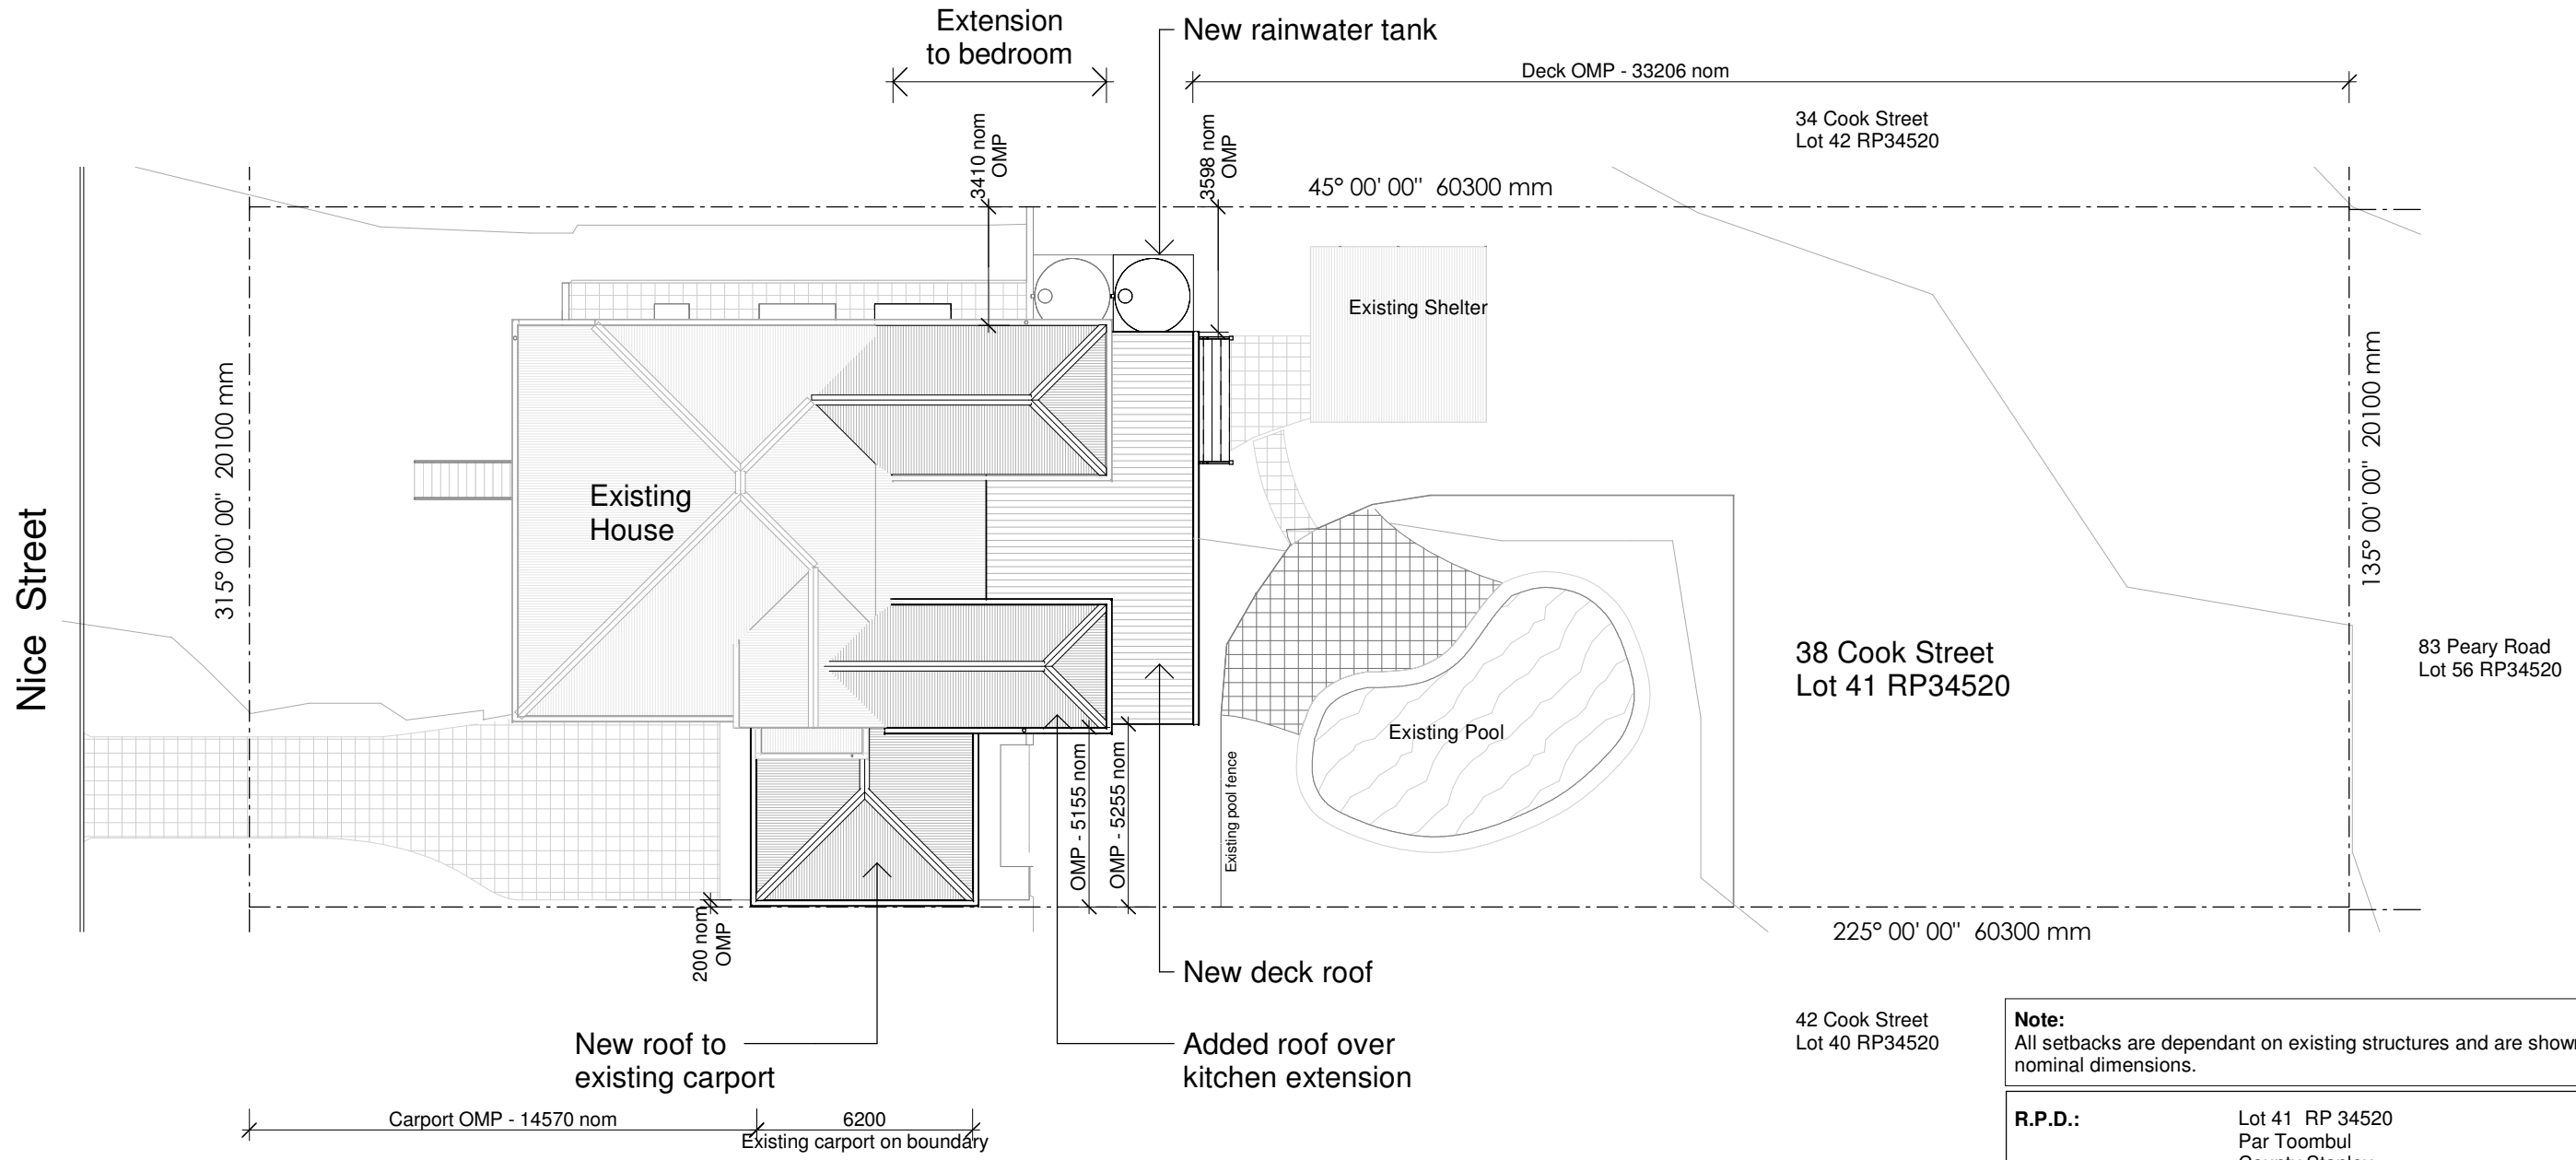 Extension
to bedroom
New rainwater tank
Deck OMP - 33206 nom
34 Cook Street
Lot 42 RP34520
3410 nom
OMP
3598 nom
OMP
45° 00' 00" 60300 mm
Existing Shelter
315° 00' 00" 20100 mm
135° 00' 00" 20100 mm
Nice Street
Existing
House
38 Cook Street
Lot 41 RP34520
83 Peary Road
Lot 56 RP34520
Existing Pool
Existing pool fence
OMP - 5155 nom
OMP - 5255 nom
200 nom
OMP
225° 00' 00" 60300 mm
New deck roof
New roof to
existing carport
Added roof over
kitchen extension
42 Cook Street
Lot 40 RP34520
Note:
All setbacks are dependant on existing structures and are shown
nominal dimensions.
Carport OMP - 14570 nom
6200
Existing carport on boundary
R.P.D.: Lot 41 RP 34520
Par Toombul